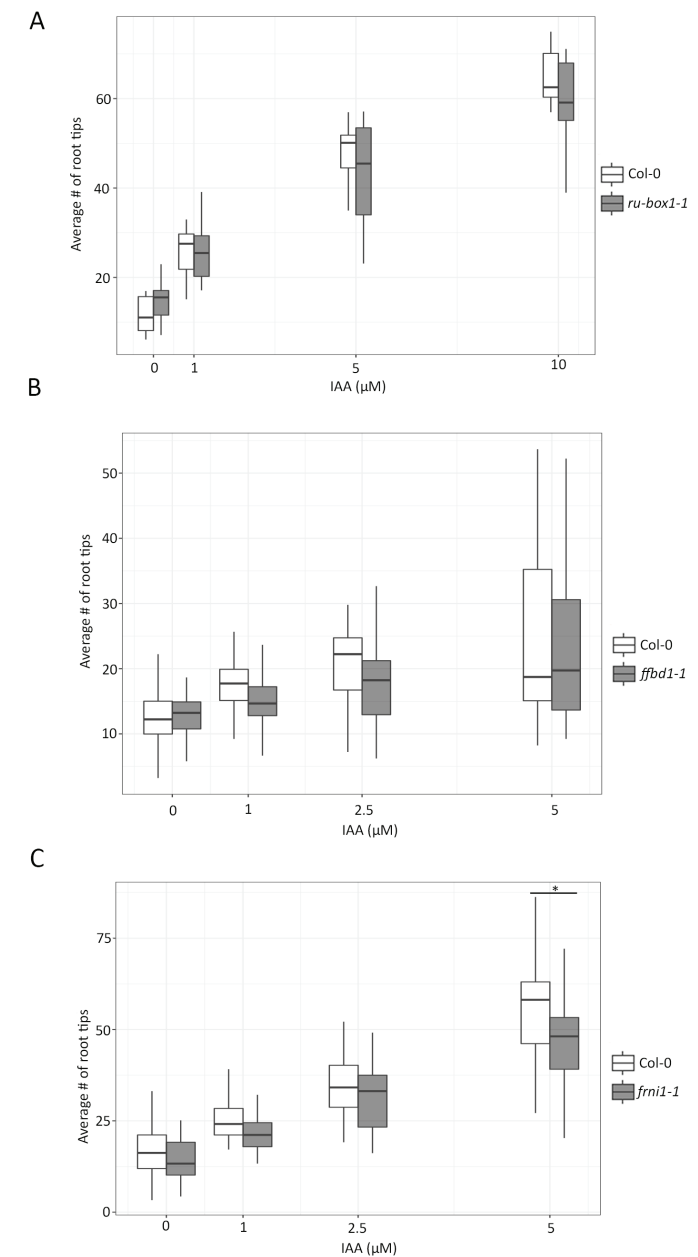 A
Average # of root tips
60
40
20
0 1 5 10
IAA (µM)
Col-0
ru-box1-1
B
Average # of root tips
50
40
30
20
10
0 1 2.5 5
IAA (µM)
Col-0
ffbd1-1
C
*
Average # of root tips
75
50
25
0
0 1 2.5 5
IAA (µM)
Col-0
frni1-1